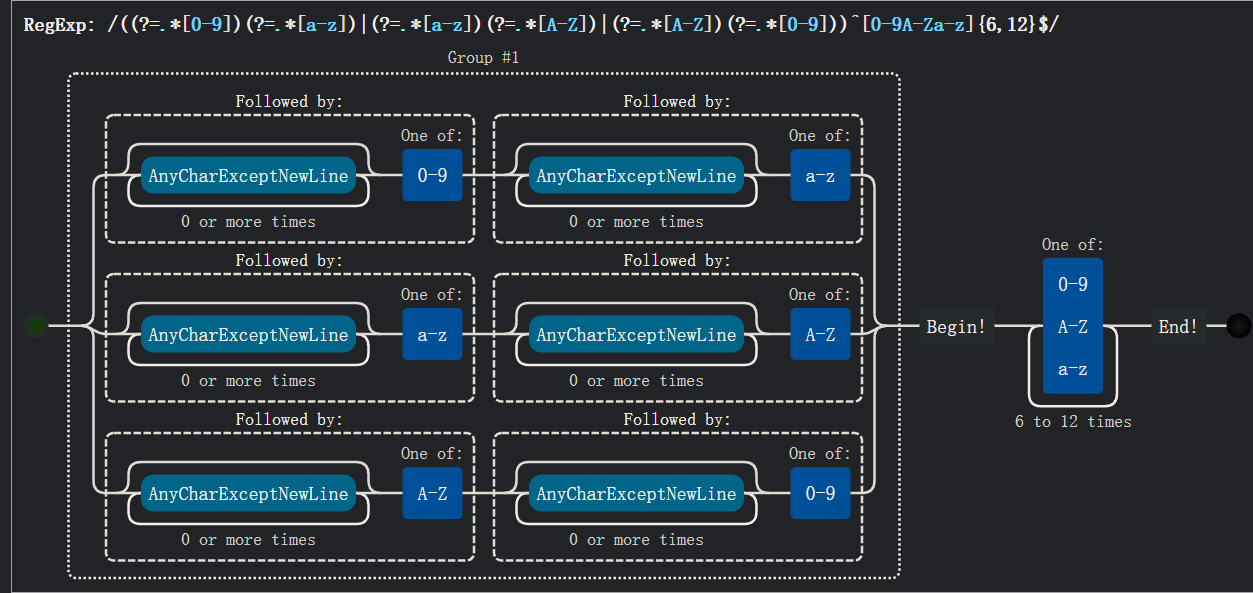 RegExp: /((?=.*[0-9])(?=.*[a-z])|(?=.*[a-z])(?=.*[A-Z])|(?=.*[A-Z])(?=.*[0-9]))^[0-9A-Za-z]{6,12}$/
Group #1
Followed by: Followed by:
One of: One of:
AnyCharExceptNewLine 0-9 AnyCharExceptNewLine a-z
0 or more times 0 or more times
Followed by: Followed by:
One of: One of:
AnyCharExceptNewLine a-z AnyCharExceptNewLine A-Z
0 or more times 0 or more times
Followed by: Followed by:
One of: One of:
AnyCharExceptNewLine A-Z AnyCharExceptNewLine 0-9
0 or more times 0 or more times
Begin!
One of:
0-9
A-Z
a-z
6 to 12 times
End!